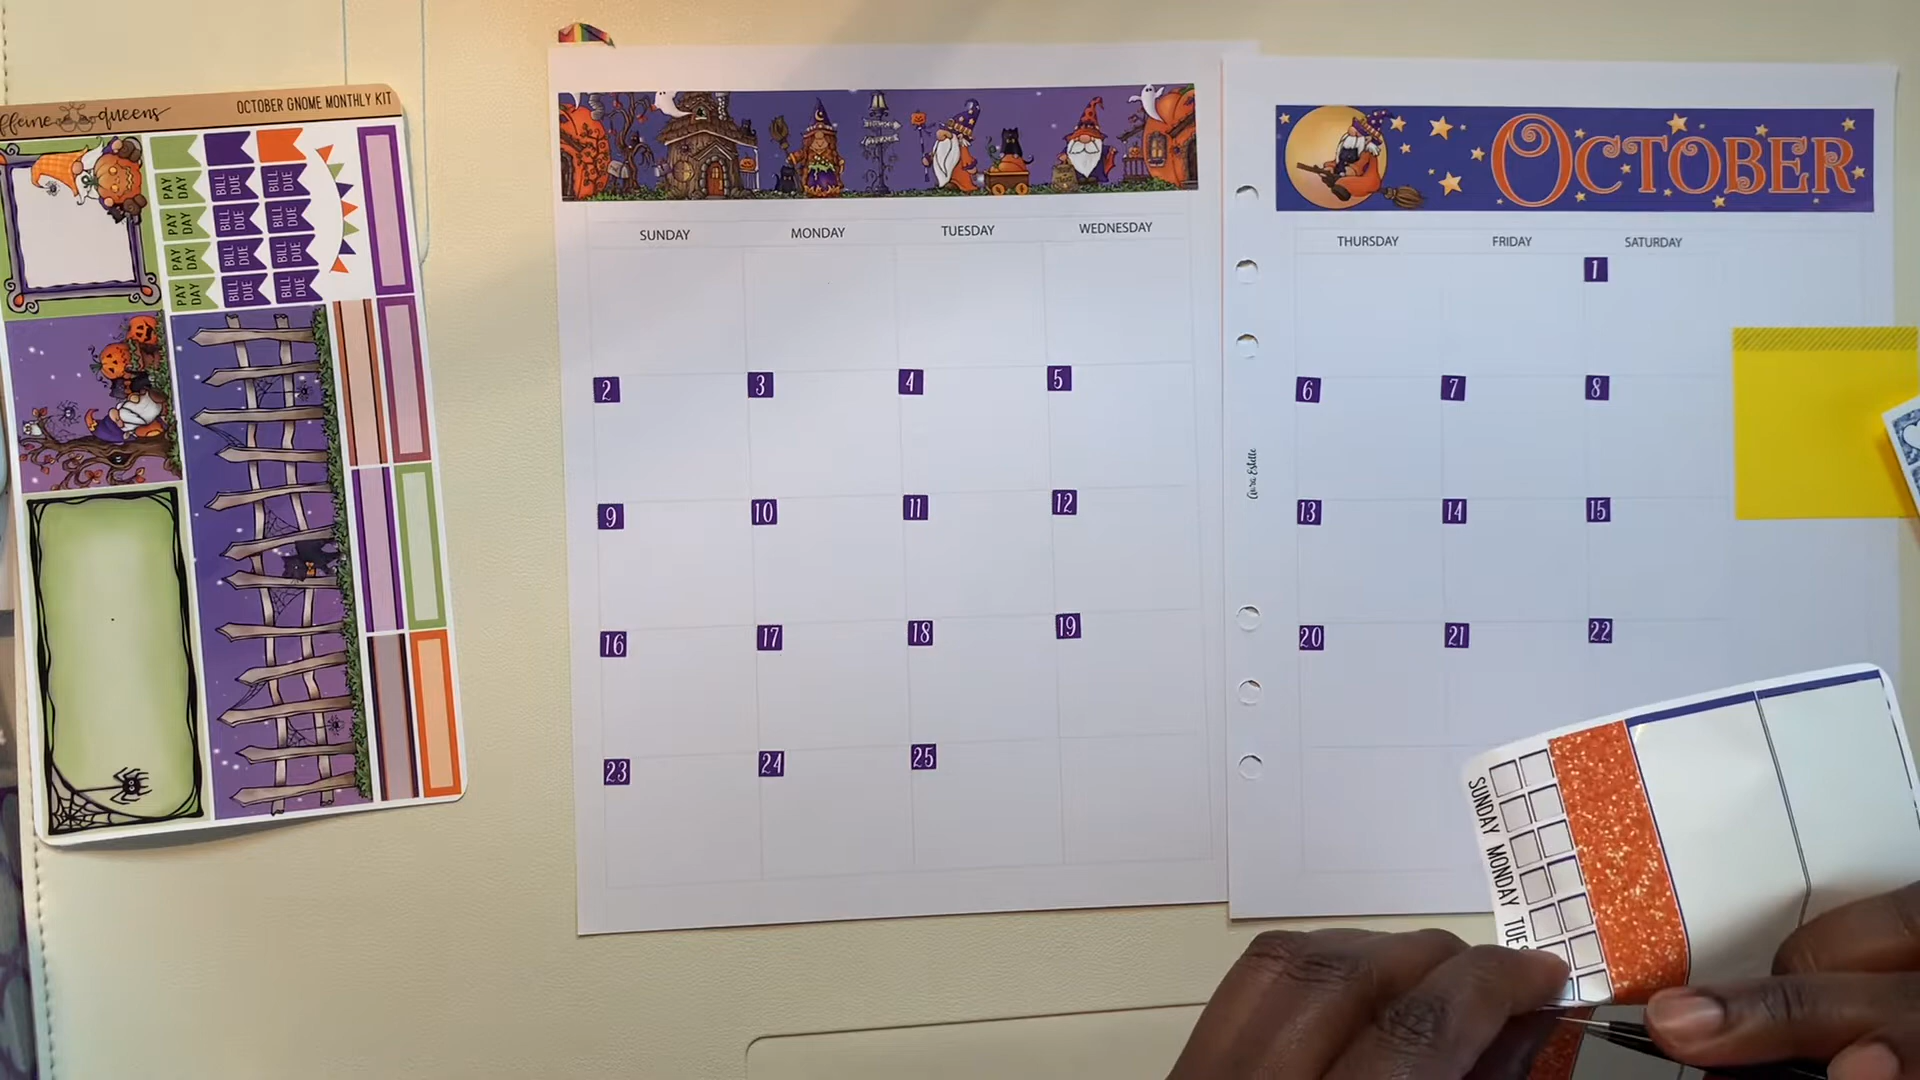 ffeine queens
OCTOBER GNOME MONTHLY KIT
PAY DAY BILL DUE BILL DUE
PAY DAY BILL DUE BILL DUE
PAY DAY BILL DUE BILL DUE
PAY DAY BILL DUE BILL DUE
OCTOBER
SUNDAY MONDAY TUESDAY WEDNESDAY
THURSDAY FRIDAY SATURDAY
1
2 3 4 5 6 7 8
9 10 11 12 13 14 15
16 17 18 19 20 21 22
23 24 25
Aura Estelle
SUNDAY MONDAY TUES